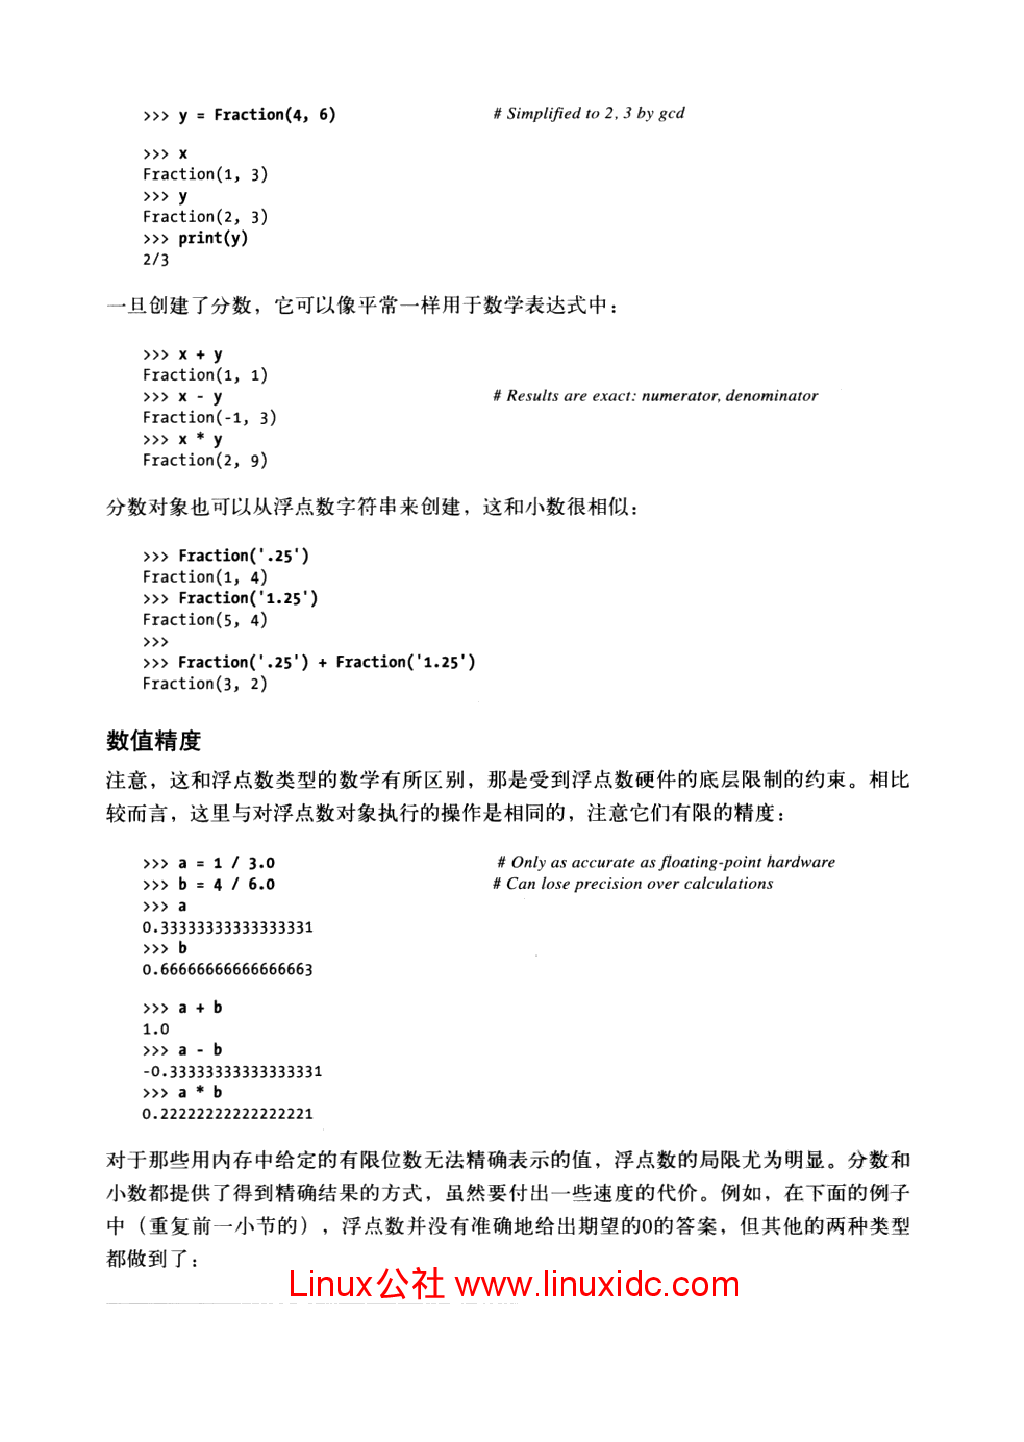 >>> y = Fraction(4, 6) # Simplified to 2, 3 by gcd
>>> x
Fraction(1, 3)
>>> y
Fraction(2, 3)
>>> print(y)
2/3
一旦创建了分数，它可以像平常一样用于数学表达式中：
>>> x + y
Fraction(1, 1)
>>> x - y # Results are exact: numerator, denominator
Fraction(-1, 3)
>>> x * y
Fraction(2, 9)
分数对象也可以从浮点数字符串来创建，这和小数很相似：
>>> Fraction('.25')
Fraction(1, 4)
>>> Fraction('1.25')
Fraction(5, 4)
>>>
>>> Fraction('.25') + Fraction('1.25')
Fraction(3, 2)
数值精度
注意，这和浮点数类型的数学有所区别，那是受到浮点数硬件的底层限制的约束。相比
较而言，这里与对浮点数对象执行的操作是相同的，注意它们有限的精度：
>>> a = 1 / 3.0 # Only as accurate as floating-point hardware
>>> b = 4 / 6.0 # Can lose precision over calculations
>>> a
0.33333333333333331
>>> b
0.66666666666666663
>>> a + b
1.0
>>> a - b
-0.33333333333333331
>>> a * b
0.22222222222222221
对于那些用内存中给定的有限位数无法精确表示的值，浮点数的局限尤为明显。分数和
小数都提供了得到精确结果的方式，虽然要付出一些速度的代价。例如，在下面的例子
中（重复前一小节的），浮点数并没有准确地给出期望的0的答案，但其他的两种类型
都做到了：
Linux公社 www.linuxidc.com